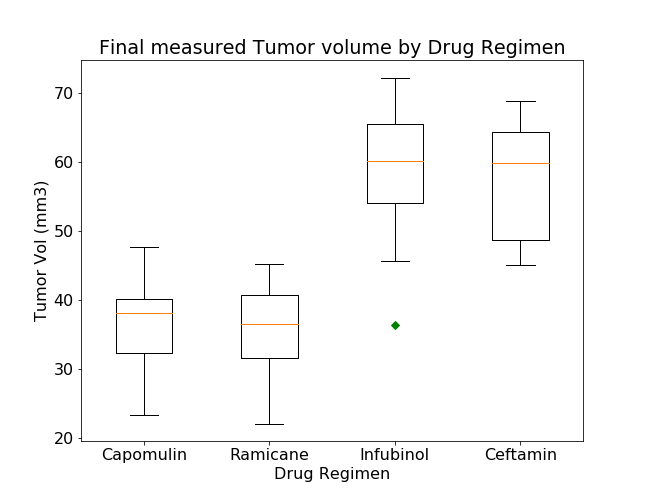 Final measured Tumor volume by Drug Regimen
Tumor Vol (mm3)
70
60
50
40
30
20
Capomulin Ramicane Infubinol Ceftamin
Drug Regimen